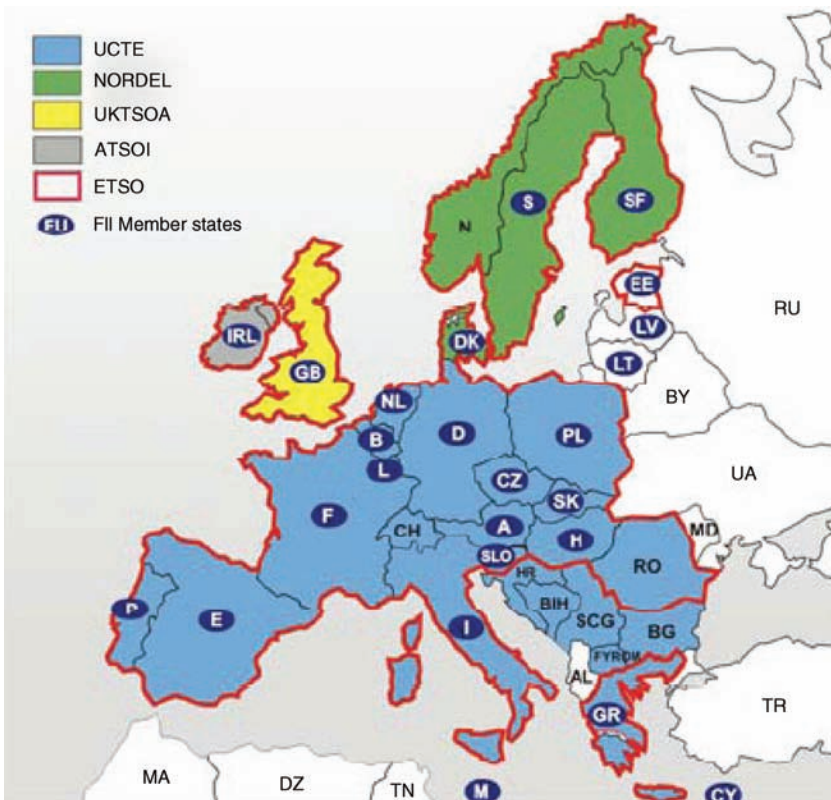 UCTE
NORDEL
UKTSOA
ATSOI
ETSO
EU FII Member states
N
S
SF
EE
RU
LV
IRL
DK
LT
GB
BY
NL
B
D
PL
L
CZ
UA
SK
F
A
MD
CH
H
SLO
RO
HR
BIH
P
E
SCG
I
BG
FYROM
AL
GR
TR
MA
DZ
TN
M
CY